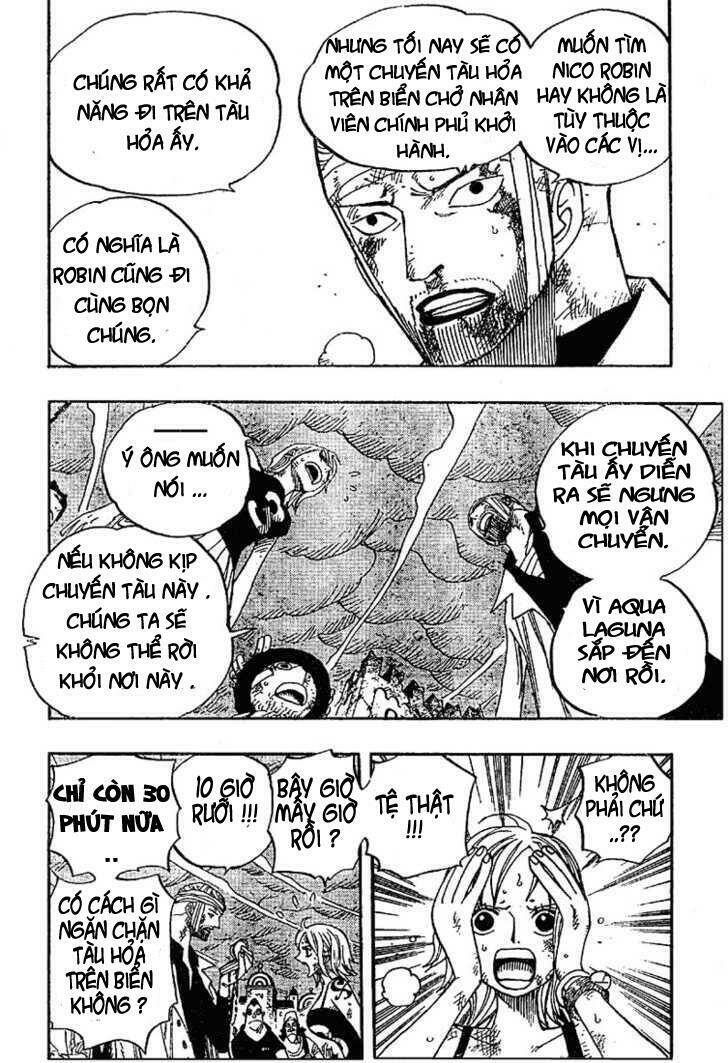 MUỐN TÌM
NICO ROBIN
HAY KHÔNG LÀ
TÙY THUỘC
VÀO CÁC VỊ...
NHƯNG TỐI NAY SẼ CÓ
MỘT CHUYẾN TÀU HỎA
TRÊN BIỂN CHỞ NHÂN
VIÊN CHÍNH PHỦ KHỞI
HÀNH.
CHÚNG RẤT CÓ KHẢ
NĂNG ĐI TRÊN TÀU
HỎA ẤY.
CÓ NGHĨA LÀ
ROBIN CŨNG ĐI
CÙNG BỌN
CHÚNG.
KHI CHUYẾN
TÀU ẤY DIỄN
RA SẼ NGƯNG
MỌI VẬN
CHUYỂN.
VÌ AQUA
LAGUNA
SẮP ĐẾN
NƠI RỒI.
Ý ÔNG MUỐN
NÓI ...
NẾU KHÔNG KỊP
CHUYẾN TÀU NÀY .
CHÚNG TA SẼ
KHÔNG THỂ RỜI
KHỎI NƠI NÀY .
KHÔNG
PHẢI CHỨ
..??
TỆ THẬT
!!!
BÂY GIỜ
MẤY GIỜ
RỒI ?
10 GIỜ
RƯỠI !!!
CHỈ CÒN 30
PHÚT NỮA
..
CÓ CÁCH GÌ
NGĂN CHẶN
TÀU HỎA
TRÊN BIỂN
KHÔNG ?